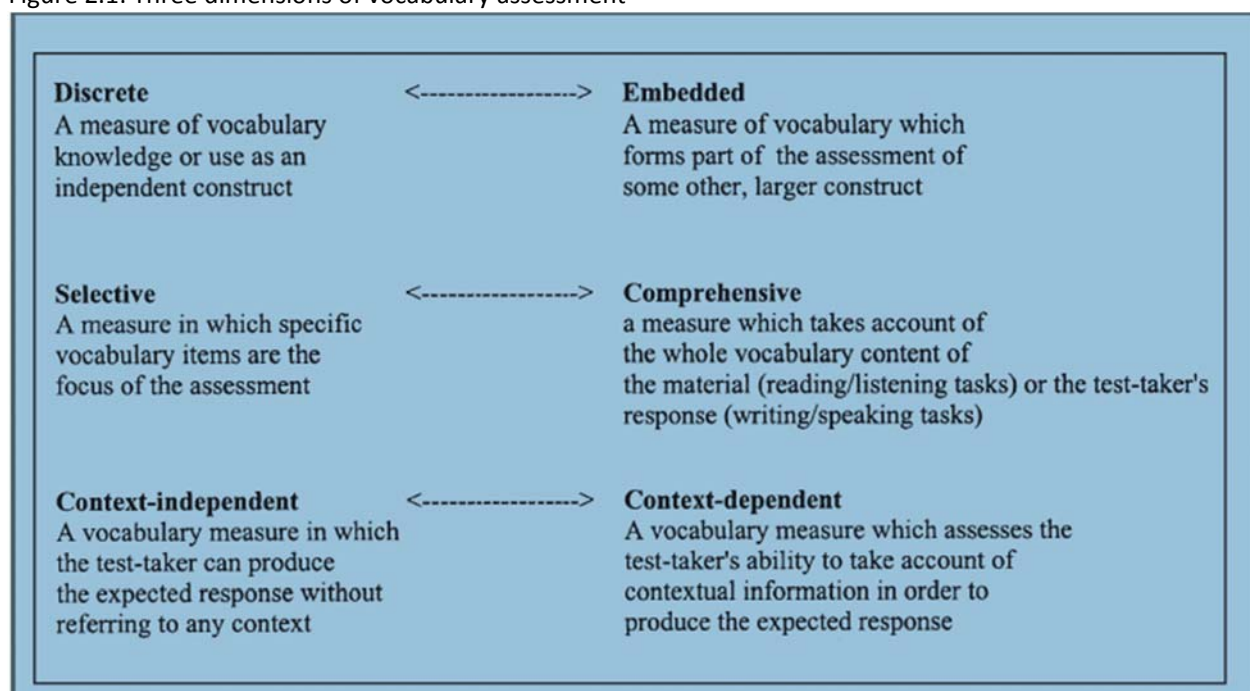 Figure 2.1: Three dimensions of vocabulary assessment
Discrete <------------------> Embedded
A measure of vocabulary
knowledge or use as an
independent construct
A measure of vocabulary which
forms part of the assessment of
some other, larger construct
Selective <------------------> Comprehensive
A measure in which specific
vocabulary items are the
focus of the assessment
a measure which takes account of
the whole vocabulary content of
the material (reading/listening tasks) or the test-taker's
response (writing/speaking tasks)
Context-independent <------------------> Context-dependent
A vocabulary measure in which
the test-taker can produce
the expected response without
referring to any context
A vocabulary measure which assesses the
test-taker's ability to take account of
contextual information in order to
produce the expected response